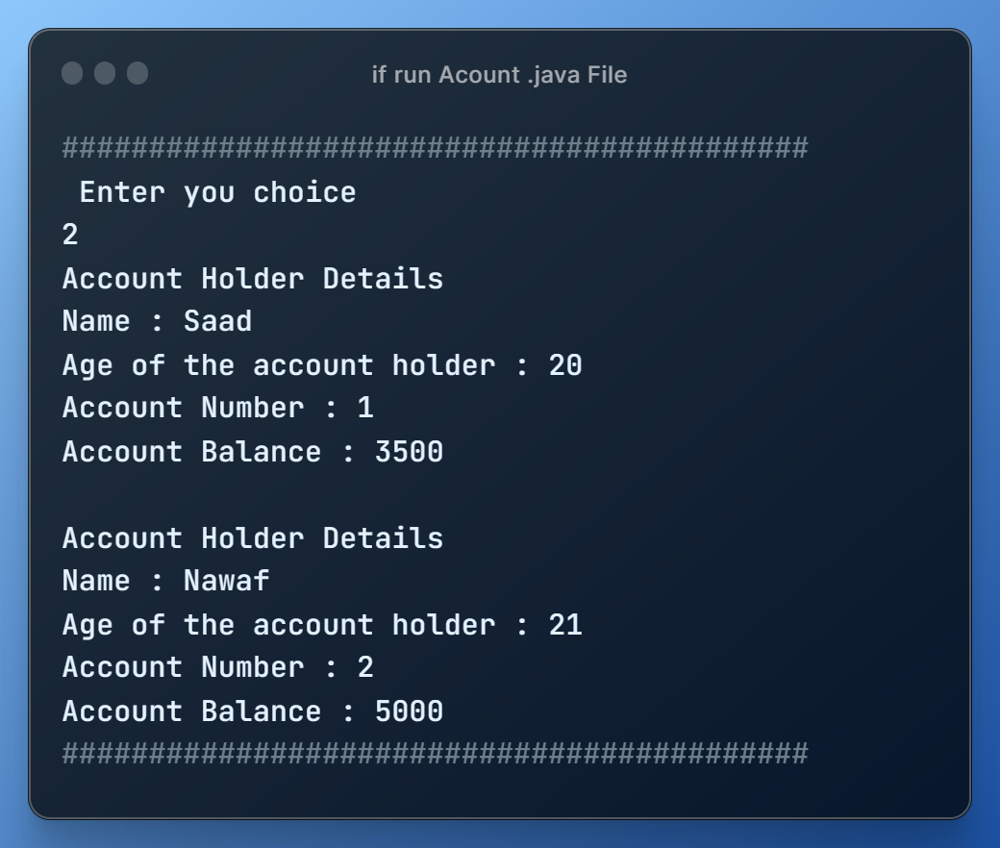 if run Acount .java File
###########################################
Enter you choice
2
Account Holder Details
Name : Saad
Age of the account holder : 20
Account Number : 1
Account Balance : 3500
Account Holder Details
Name : Nawaf
Age of the account holder : 21
Account Number : 2
Account Balance : 5000
###########################################